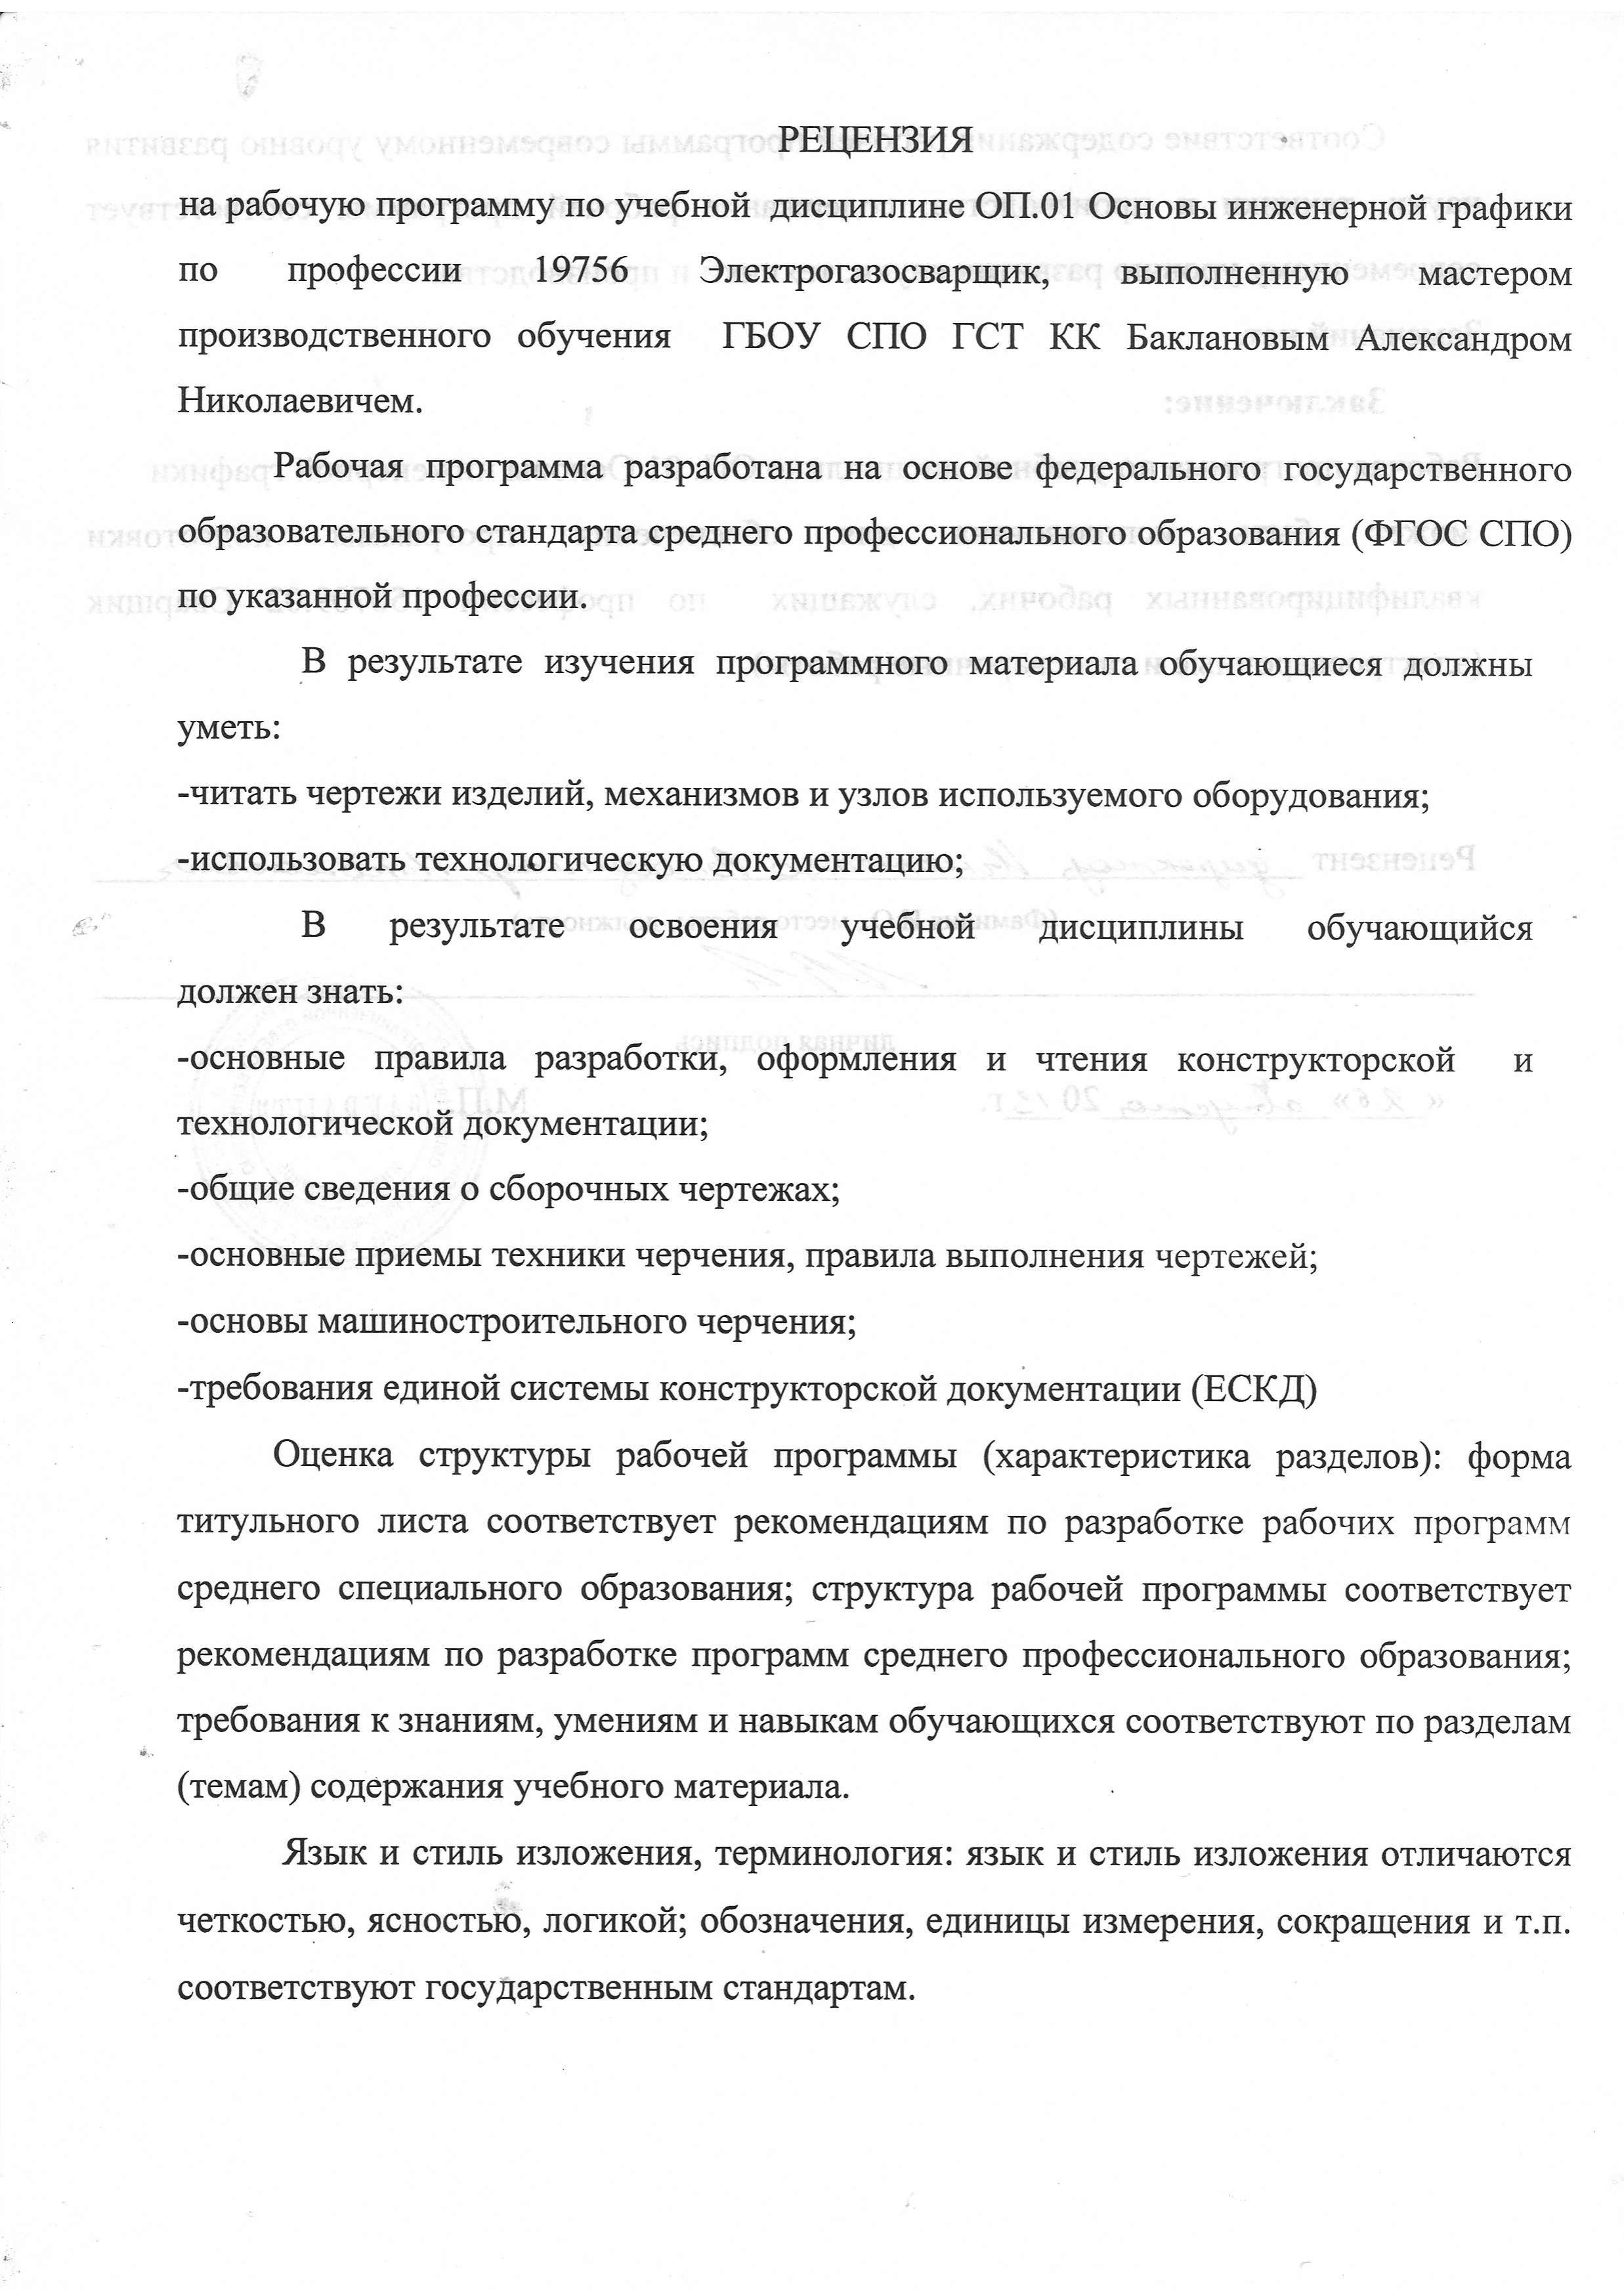 РЕЦЕНЗИЯ
на рабочую программу по учебной дисциплине ОП.01 Основы инженерной графики
по профессии 19756 Электрогазосварщик, выполненную мастером
производственного обучения ГБОУ СПО ГСТ КК Баклановым Александром
Николаевичем.
Рабочая программа разработана на основе федерального государственного
образовательного стандарта среднего профессионального образования (ФГОС СПО)
по указанной профессии.
В результате изучения программного материала обучающиеся должны
уметь:
-читать чертежи изделий, механизмов и узлов используемого оборудования;
-использовать технологическую документацию;
В результате освоения учебной дисциплины обучающийся
должен знать:
-основные правила разработки, оформления и чтения конструкторской и
технологической документации;
-общие сведения о сборочных чертежах;
-основные приемы техники черчения, правила выполнения чертежей;
-основы машиностроительного черчения;
-требования единой системы конструкторской документации (ЕСКД)
Оценка структуры рабочей программы (характеристика разделов): форма
титульного листа соответствует рекомендациям по разработке рабочих программ
среднего специального образования; структура рабочей программы соответствует
рекомендациям по разработке программ среднего профессионального образования;
требования к знаниям, умениям и навыкам обучающихся соответствуют по разделам
(темам) содержания учебного материала.
Язык и стиль изложения, терминология: язык и стиль изложения отличаются
четкостью, ясностью, логикой; обозначения, единицы измерения, сокращения и т.п.
соответствуют государственным стандартам.